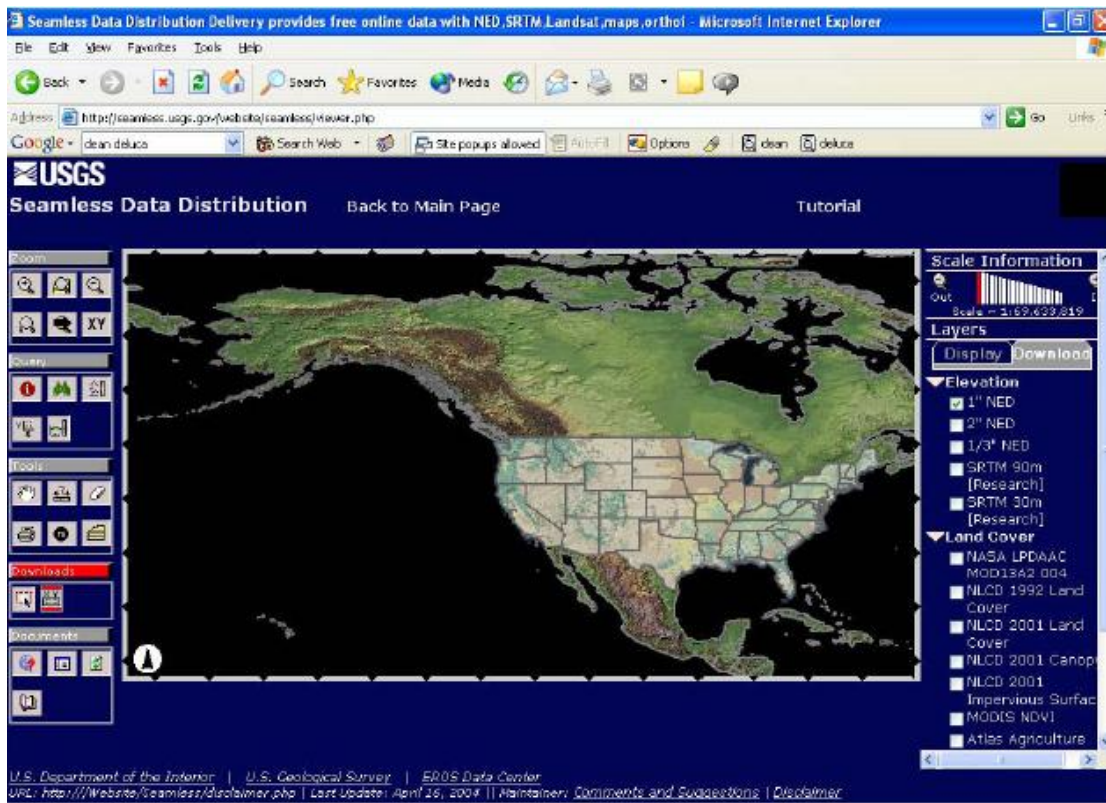 Seamless Data Distribution Delivery provides free online data with NED,SRTM,Landsat,maps,orthoi - Microsoft Internet Explorer
File Edit View Favorites Tools Help
Back Search Favorites Media
Address http://seamless.usgs.gov/website/seamless/viewer.php Go Links
Google dean deluca Search Web Site popups allowed AutoFill Options dean deluca
USGS
Seamless Data Distribution Back to Main Page Tutorial
Zoom
XY
Query
Tools
Downloads
Documents
Scale Information
Out
Scale ~ 1:69,633,819
Layers
Display Download
Elevation
1" NED
2" NED
1/3" NED
SRTM 90m
[Research]
SRTM 30m
[Research]
Land Cover
NASA LPDAAC
MOD13A2 004
NLCD 1992 Land
Cover
NLCD 2001 Land
Cover
NLCD 2001 Canopy
NLCD 2001
Impervious Surfac
MODIS NDVI
Atlas Agriculture
U.S. Department of the Interior | U.S. Geological Survey | EROS Data Center
URL: http:///Website/Seamless/disclaimer.php | Last Update: April 16, 2004 || Maintainer: Comments and Suggestions | Disclaimer